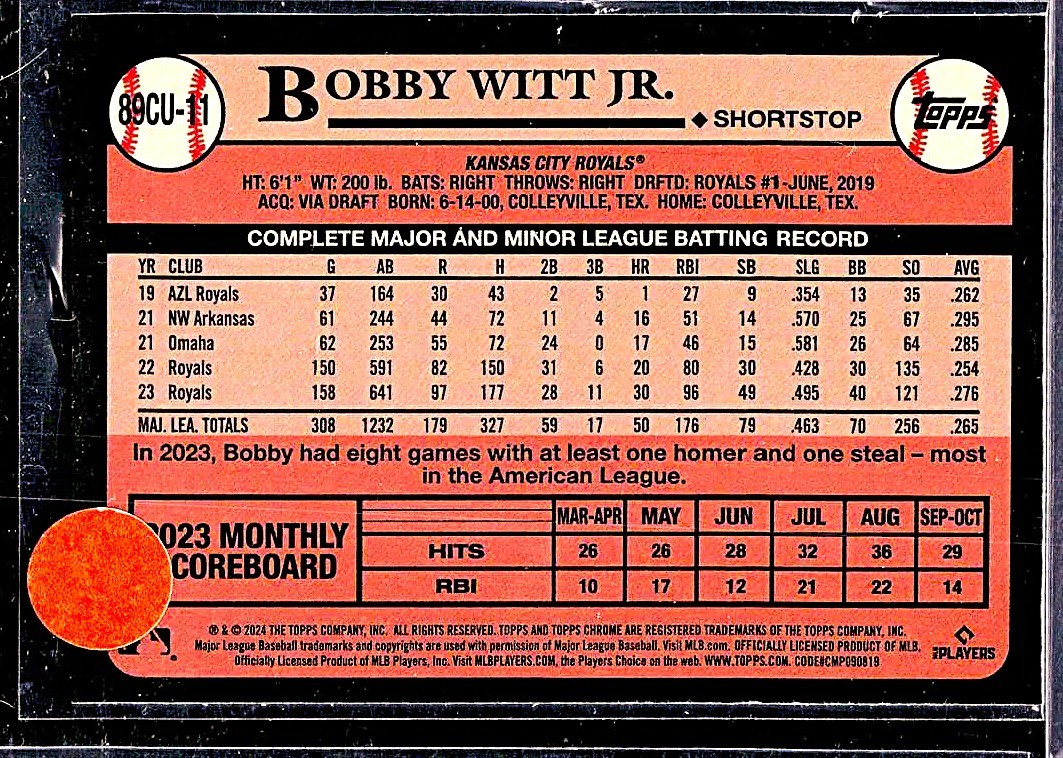 89CU-11
BOBBY WITT JR.
◆ SHORTSTOP
TOPPS
KANSAS CITY ROYALS®
HT: 6'1" WT: 200 lb. BATS: RIGHT THROWS: RIGHT DRFTD: ROYALS #1-JUNE, 2019
ACQ: VIA DRAFT BORN: 6-14-00, COLLEYVILLE, TEX. HOME: COLLEYVILLE, TEX.
COMPLETE MAJOR AND MINOR LEAGUE BATTING RECORD
YR CLUB G AB R H 2B 3B HR RBI SB SLG BB SO AVG
19 AZL Royals 37 164 30 43 2 5 1 27 9 .354 13 35 .262
21 NW Arkansas 61 244 44 72 11 4 16 51 14 .570 25 67 .295
21 Omaha 62 253 55 72 24 0 17 46 15 .581 26 64 .285
22 Royals 150 591 82 150 31 6 20 80 30 .428 30 135 .254
23 Royals 158 641 97 177 28 11 30 96 49 .495 40 121 .276
MAJ. LEA. TOTALS 308 1232 179 327 59 17 50 176 79 .463 70 256 .265
In 2023, Bobby had eight games with at least one homer and one steal – most
in the American League.
023 MONTHLY
COREBOARD
MAR-APR MAY JUN JUL AUG SEP-OCT
HITS 26 26 28 32 36 29
RBI 10 17 12 21 22 14
® & © 2024 THE TOPPS COMPANY, INC. ALL RIGHTS RESERVED. TOPPS AND TOPPS CHROME ARE REGISTERED TRADEMARKS OF THE TOPPS COMPANY, INC.
Major League Baseball trademarks and copyrights are used with permission of Major League Baseball. Visit MLB.com. OFFICIALLY LICENSED PRODUCT OF MLB
Officially Licensed Product of MLB Players, Inc. Visit MLBPLAYERS.COM, the Players Choice on the web. WWW.TOPPS.COM. CODE#CMP090819
PLAYERS